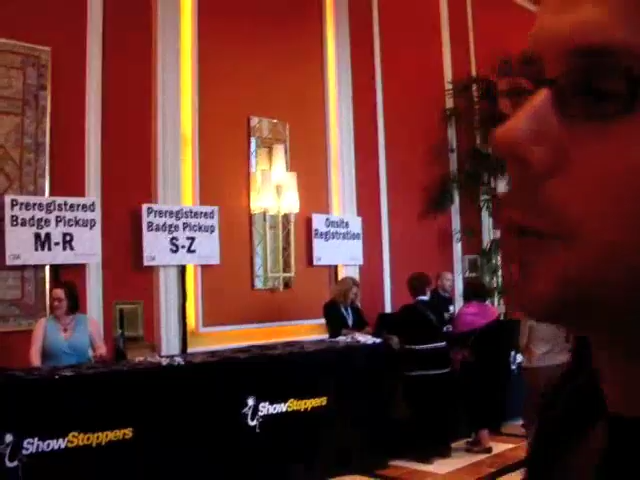 Preregistered
Badge Pickup
M-R
Preregistered
Badge Pickup
S-Z
Onsite
Registration
ShowStoppers
ShowStoppers